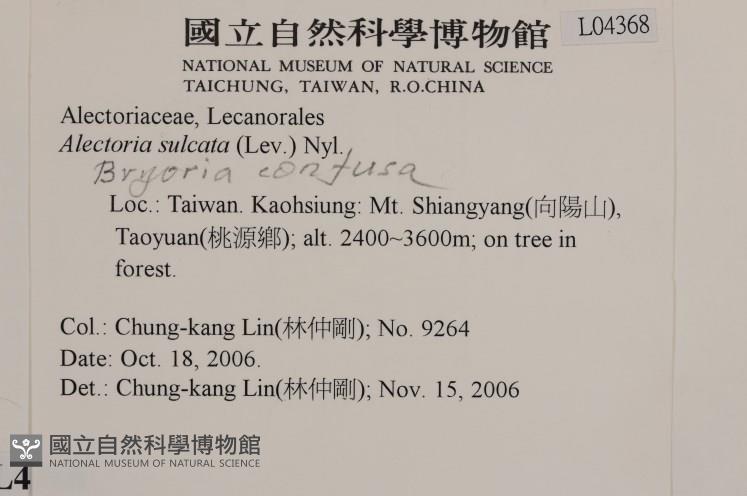 國立自然科學博物館
L04368
NATIONAL MUSEUM OF NATURAL SCIENCE
TAICHUNG, TAIWAN, R.O.CHINA
Alectoriaceae, Lecanorales
Alectoria sulcata (Lev.) Nyl.
Bryoria confusa
Loc.: Taiwan. Kaohsiung: Mt. Shiangyang(向陽山),
Taoyuan(桃源鄉); alt. 2400~3600m; on tree in
forest.
Col.: Chung-kang Lin(林仲剛); No. 9264
Date: Oct. 18, 2006.
Det.: Chung-kang Lin(林仲剛); Nov. 15, 2006
國立自然科學博物館
NATIONAL MUSEUM OF NATURAL SCIENCE
L4